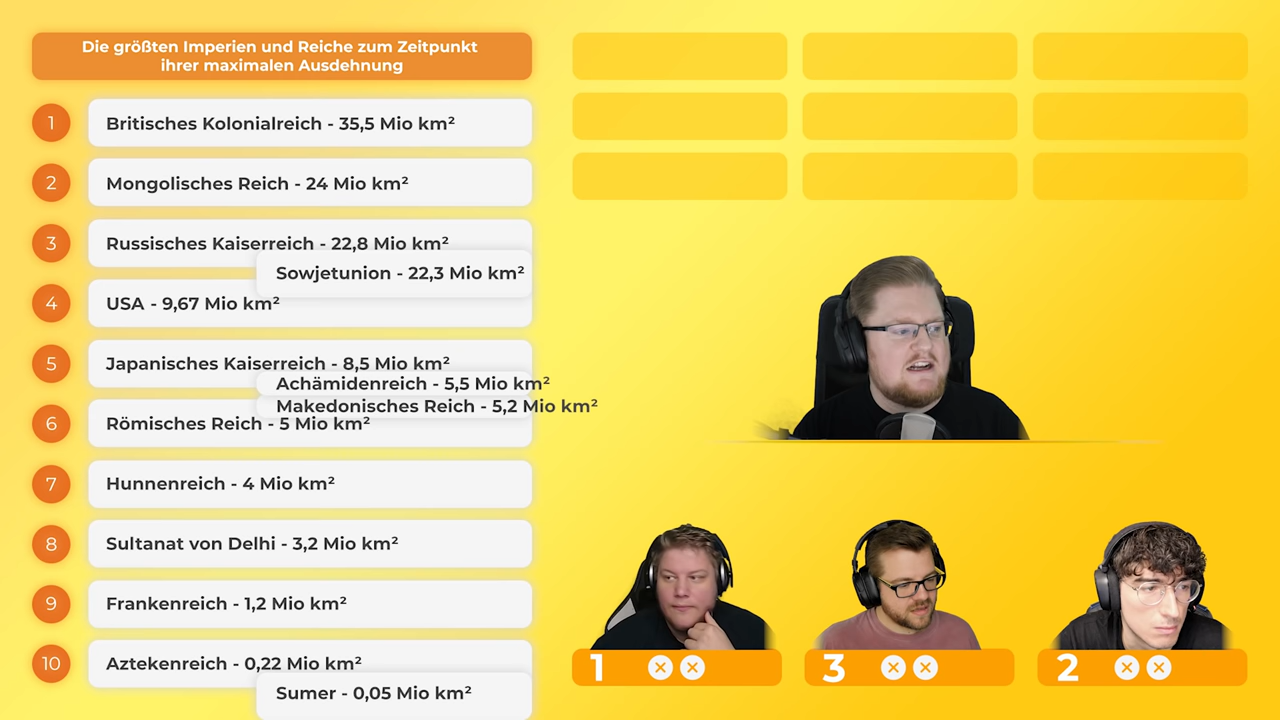 Die größten Imperien und Reiche zum Zeitpunkt
ihrer maximalen Ausdehnung
1 Britisches Kolonialreich - 35,5 Mio km²
2 Mongolisches Reich - 24 Mio km²
3 Russisches Kaiserreich - 22,8 Mio km²
Sowjetunion - 22,3 Mio km²
4 USA - 9,67 Mio km²
5 Japanisches Kaiserreich - 8,5 Mio km²
Achämidenreich - 5,5 Mio km²
Makedonisches Reich - 5,2 Mio km²
6 Römisches Reich - 5 Mio km²
7 Hunnenreich - 4 Mio km²
8 Sultanat von Delhi - 3,2 Mio km²
9 Frankenreich - 1,2 Mio km²
10 Aztekenreich - 0,22 Mio km²
Sumer - 0,05 Mio km²
1
3
2